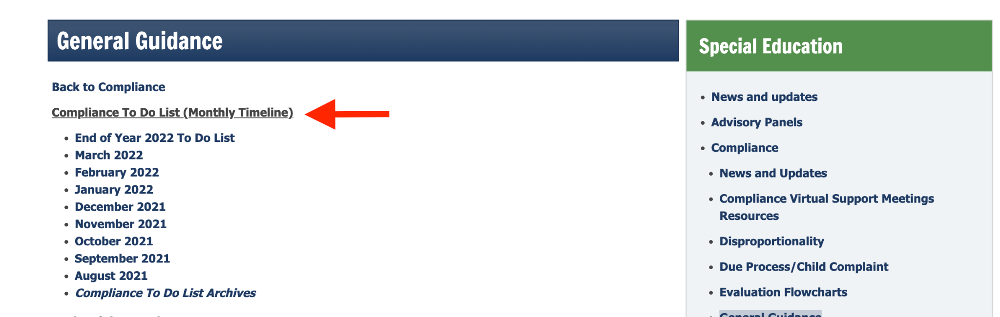 General Guidance
Back to Compliance
Compliance To Do List (Monthly Timeline)
End of Year 2022 To Do List
March 2022
February 2022
January 2022
December 2021
November 2021
October 2021
September 2021
August 2021
Compliance To Do List Archives
Special Education
News and updates
Advisory Panels
Compliance
News and Updates
Compliance Virtual Support Meetings
Resources
Disproportionality
Due Process/Child Complaint
Evaluation Flowcharts
General Guidance